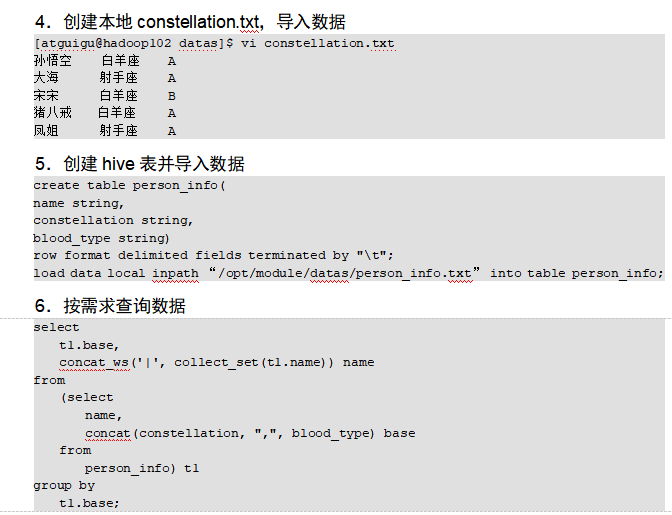 4. 创建本地 constellation.txt，导入数据
[atguigu@hadoop102 datas]$ vi constellation.txt
孙悟空 白羊座 A
大海 射手座 A
宋宋 白羊座 B
猪八戒 白羊座 A
凤姐 射手座 A
5. 创建 hive 表并导入数据
create table person_info(
name string,
constellation string,
blood_type string)
row format delimited fields terminated by "\t";
load data local inpath “/opt/module/datas/person_info.txt” into table person_info;
6. 按需求查询数据
select
t1.base,
concat_ws('|', collect_set(t1.name)) name
from
(select
name,
concat(constellation, ",", blood_type) base
from
person_info) t1
group by
t1.base;